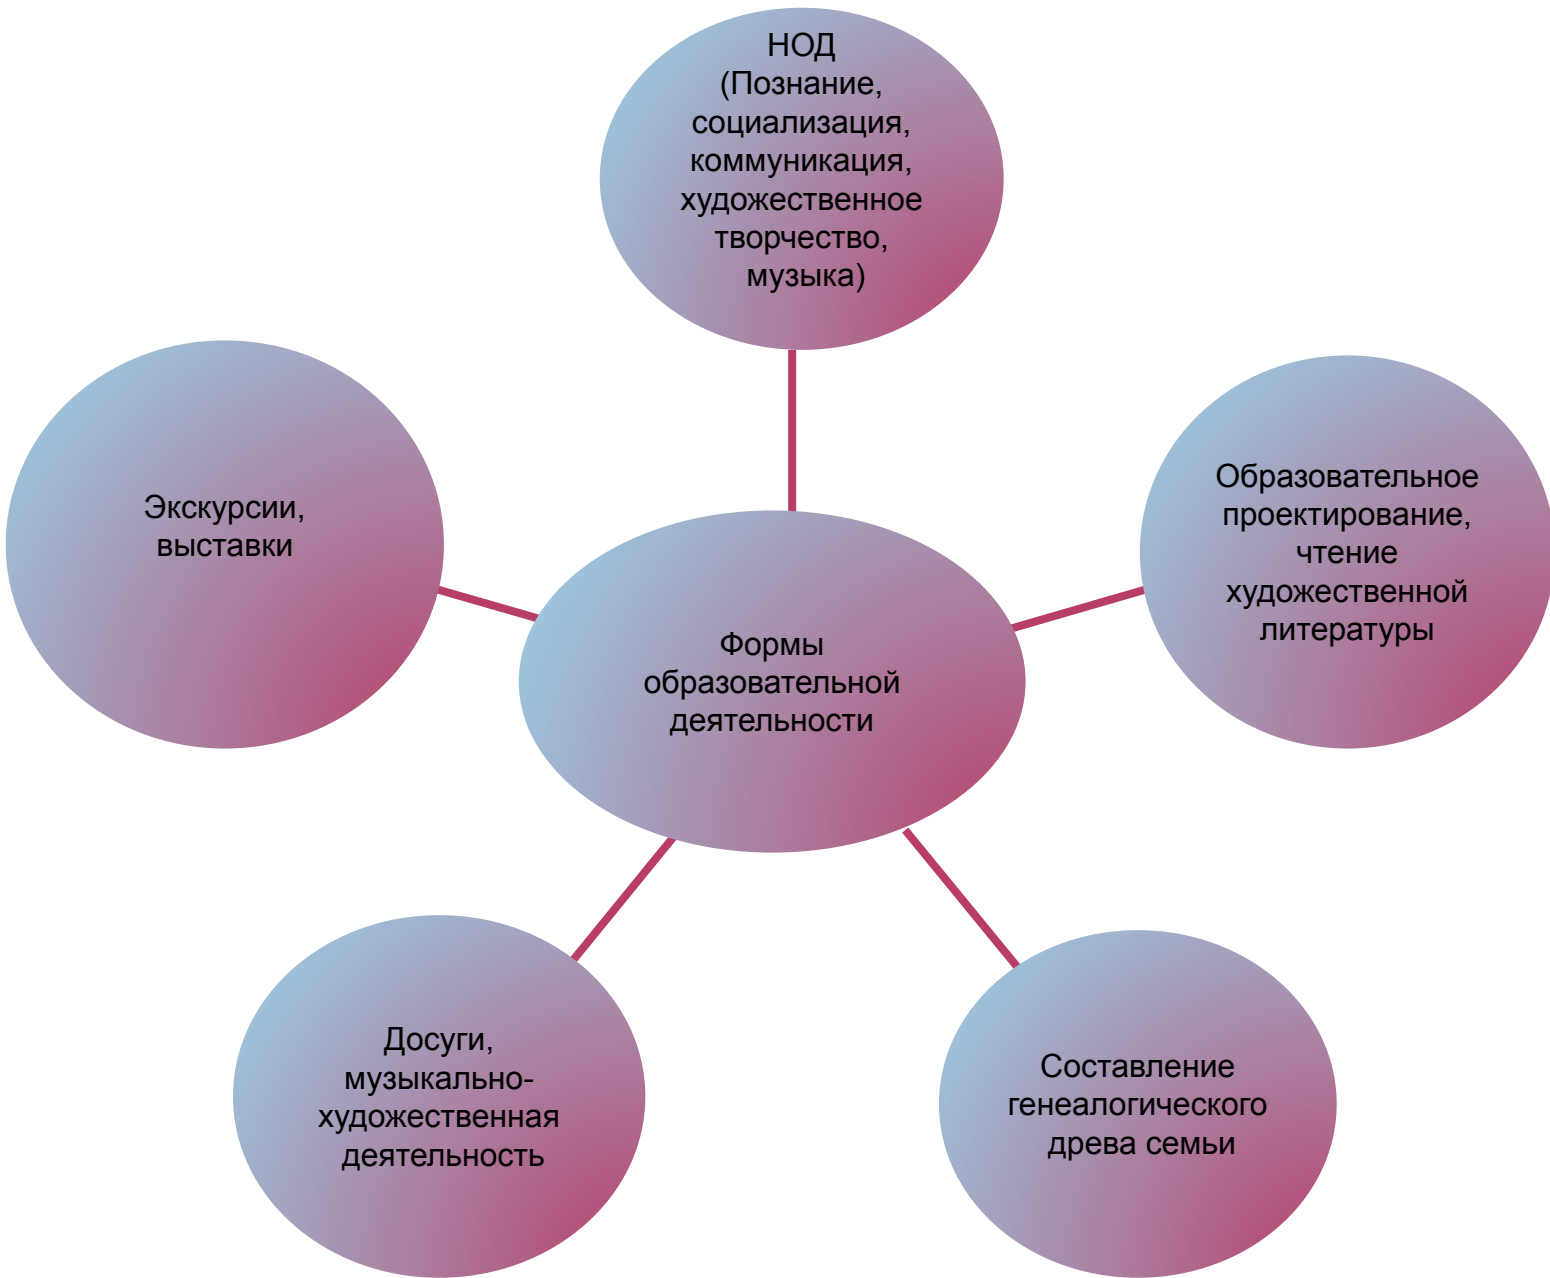 НОД
(Познание,
социализация,
коммуникация,
художественное
творчество,
музыка)
Экскурсии,
выставки
Образовательное
проектирование,
чтение
художественной
литературы
Формы
образовательной
деятельности
Досуги,
музыкально-
художественная
деятельность
Составление
генеалогического
древа семьи